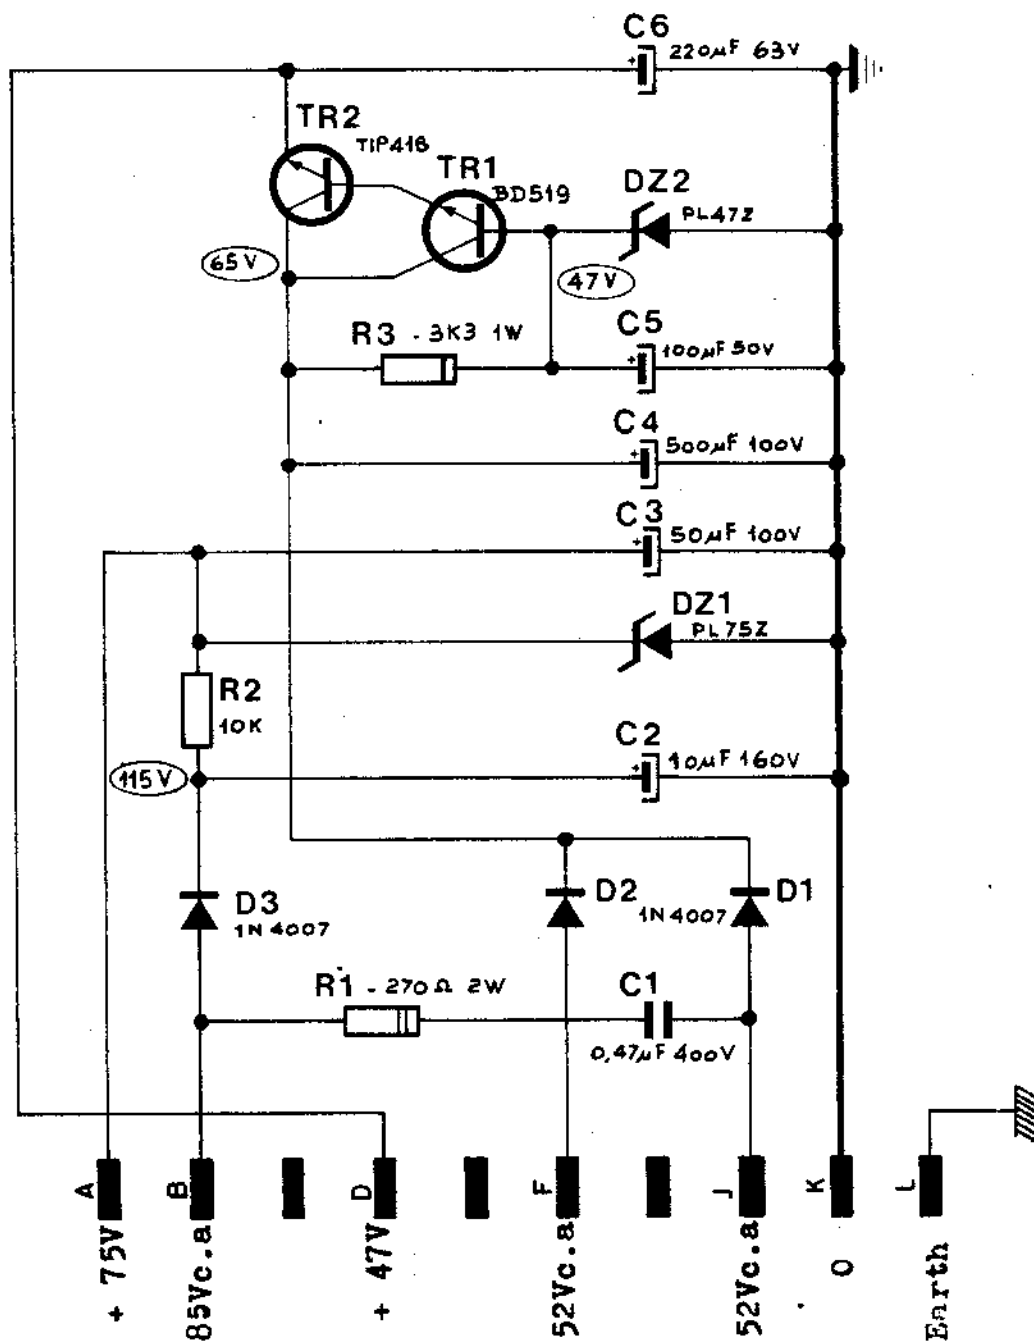 C6
220µF 63V
TR2
TIP41B
TR1
BD519
DZ2
PL47Z
65V
47V
R3 - 3K3 1W
C5
100µF 50V
C4
500µF 100V
C3
50µF 100V
DZ1
PL75Z
R2
10K
C2
10µF 160V
115V
D3
1N4007
D2
1N4007
D1
R1 - 270Ω 2W
C1
0,47µF 400V
A
B
D
F
J
K
L
+ 75V
85Vc.a
+ 47V
52Vc.a
52Vc.a
0
Earth